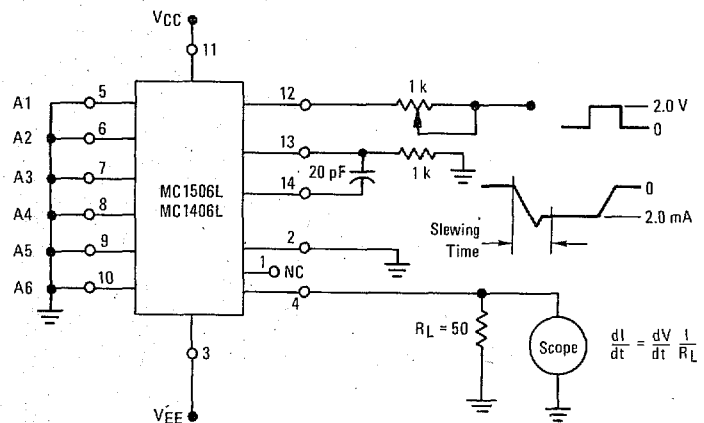 VCC
11
A1 5 12 1 k 2.0 V
0
A2 6
13
A3 7 20 pF 1 k
MC1506L 14 0
MC1406L
A4 8
2 Slewing 2.0 mA
Time
A5 9
1 NC
A6 10
4
RL = 50 Scope dI/dt = dV/dt 1/RL
3
VEE